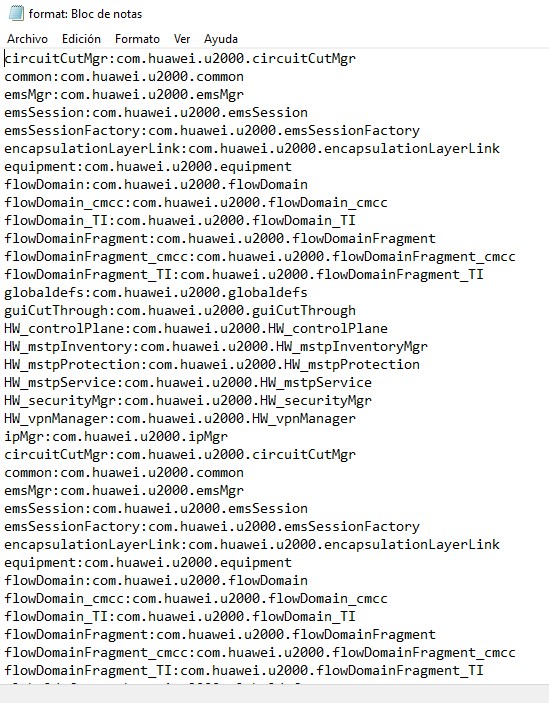 format: Bloc de notas
Archivo Edición Formato Ver Ayuda
circuitCutMgr:com.huawei.u2000.circuitCutMgr
common:com.huawei.u2000.common
emsMgr:com.huawei.u2000.emsMgr
emsSession:com.huawei.u2000.emsSession
emsSessionFactory:com.huawei.u2000.emsSessionFactory
encapsulationLayerLink:com.huawei.u2000.encapsulationLayerLink
equipment:com.huawei.u2000.equipment
flowDomain:com.huawei.u2000.flowDomain
flowDomain_cmcc:com.huawei.u2000.flowDomain_cmcc
flowDomain_TI:com.huawei.u2000.flowDomain_TI
flowDomainFragment:com.huawei.u2000.flowDomainFragment
flowDomainFragment_cmcc:com.huawei.u2000.flowDomainFragment_cmcc
flowDomainFragment_TI:com.huawei.u2000.flowDomainFragment_TI
globaldefs:com.huawei.u2000.globaldefs
guiCutThrough:com.huawei.u2000.guiCutThrough
HW_controlPlane:com.huawei.u2000.HW_controlPlane
HW_mstpInventory:com.huawei.u2000.HW_mstpInventoryMgr
HW_mstpProtection:com.huawei.u2000.HW_mstpProtection
HW_mstpService:com.huawei.u2000.HW_mstpService
HW_securityMgr:com.huawei.u2000.HW_securityMgr
HW_vpnManager:com.huawei.u2000.HW_vpnManager
ipMgr:com.huawei.u2000.ipMgr
circuitCutMgr:com.huawei.u2000.circuitCutMgr
common:com.huawei.u2000.common
emsMgr:com.huawei.u2000.emsMgr
emsSession:com.huawei.u2000.emsSession
emsSessionFactory:com.huawei.u2000.emsSessionFactory
encapsulationLayerLink:com.huawei.u2000.encapsulationLayerLink
equipment:com.huawei.u2000.equipment
flowDomain:com.huawei.u2000.flowDomain
flowDomain_cmcc:com.huawei.u2000.flowDomain_cmcc
flowDomain_TI:com.huawei.u2000.flowDomain_TI
flowDomainFragment:com.huawei.u2000.flowDomainFragment
flowDomainFragment_cmcc:com.huawei.u2000.flowDomainFragment_cmcc
flowDomainFragment_TI:com.huawei.u2000.flowDomainFragment_TI